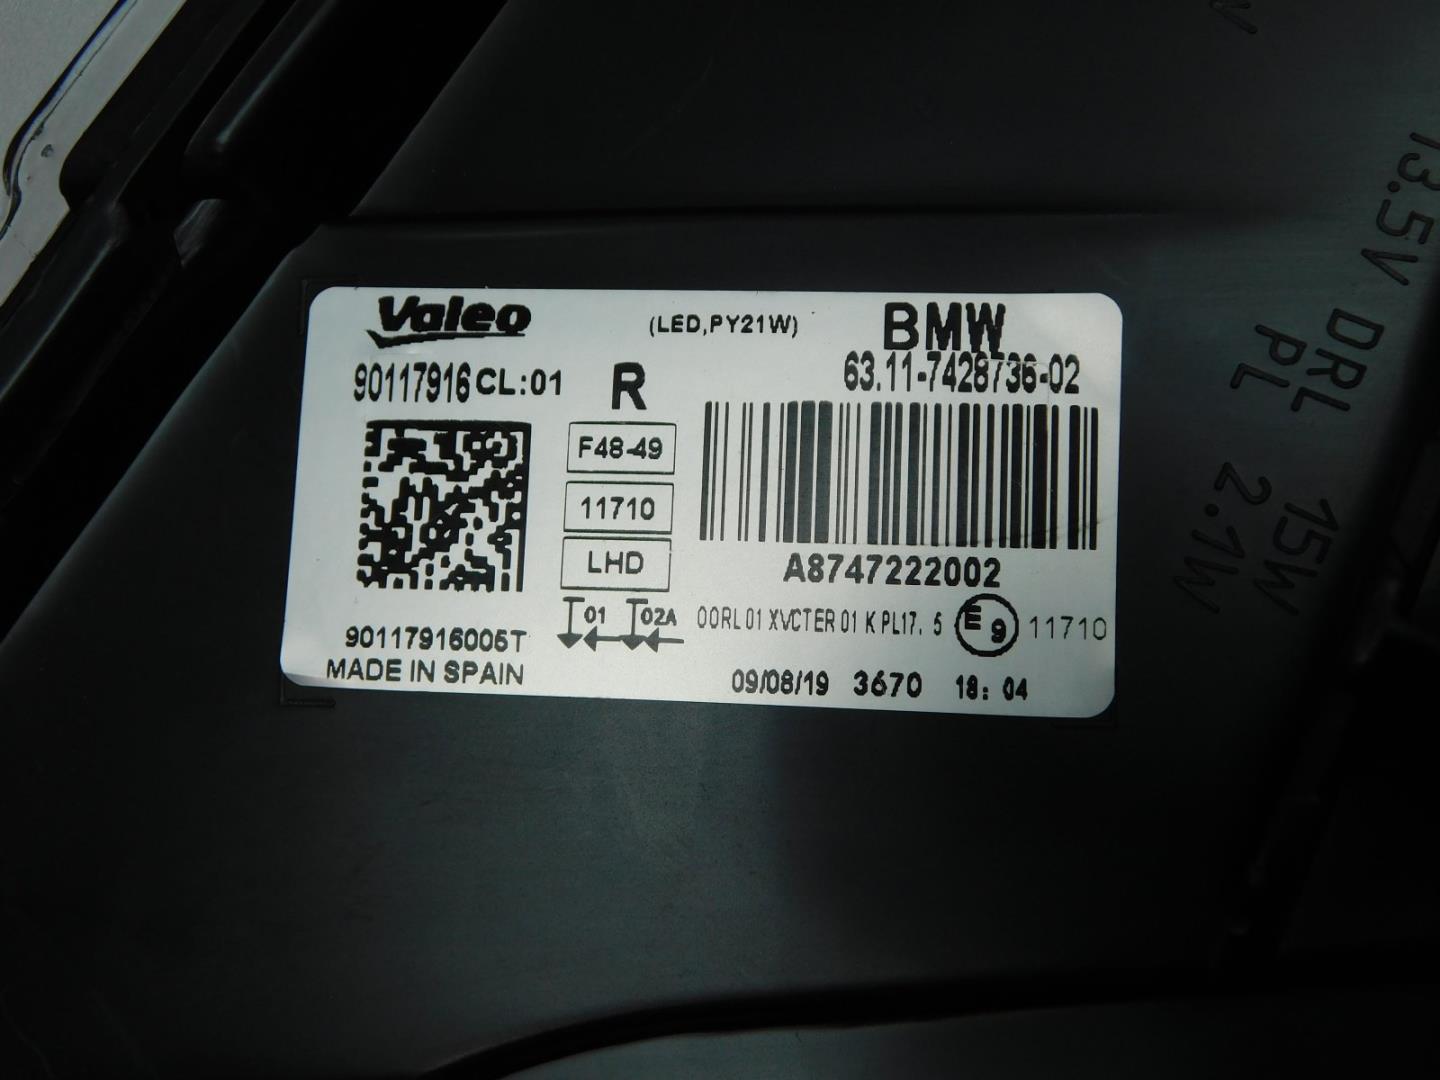 Valeo
(LED,PY21W)
BMW
90117916 CL:01
R
63.11-7428736-02
F48-49
11710
LHD
A8747222002
01 02A
00RL01 XVCTER 01 K PL17. 5 E9 11710
90117916005T
MADE IN SPAIN
09/08/19 3670 18: 04
13.5V DRL 15W
PL 2.1W